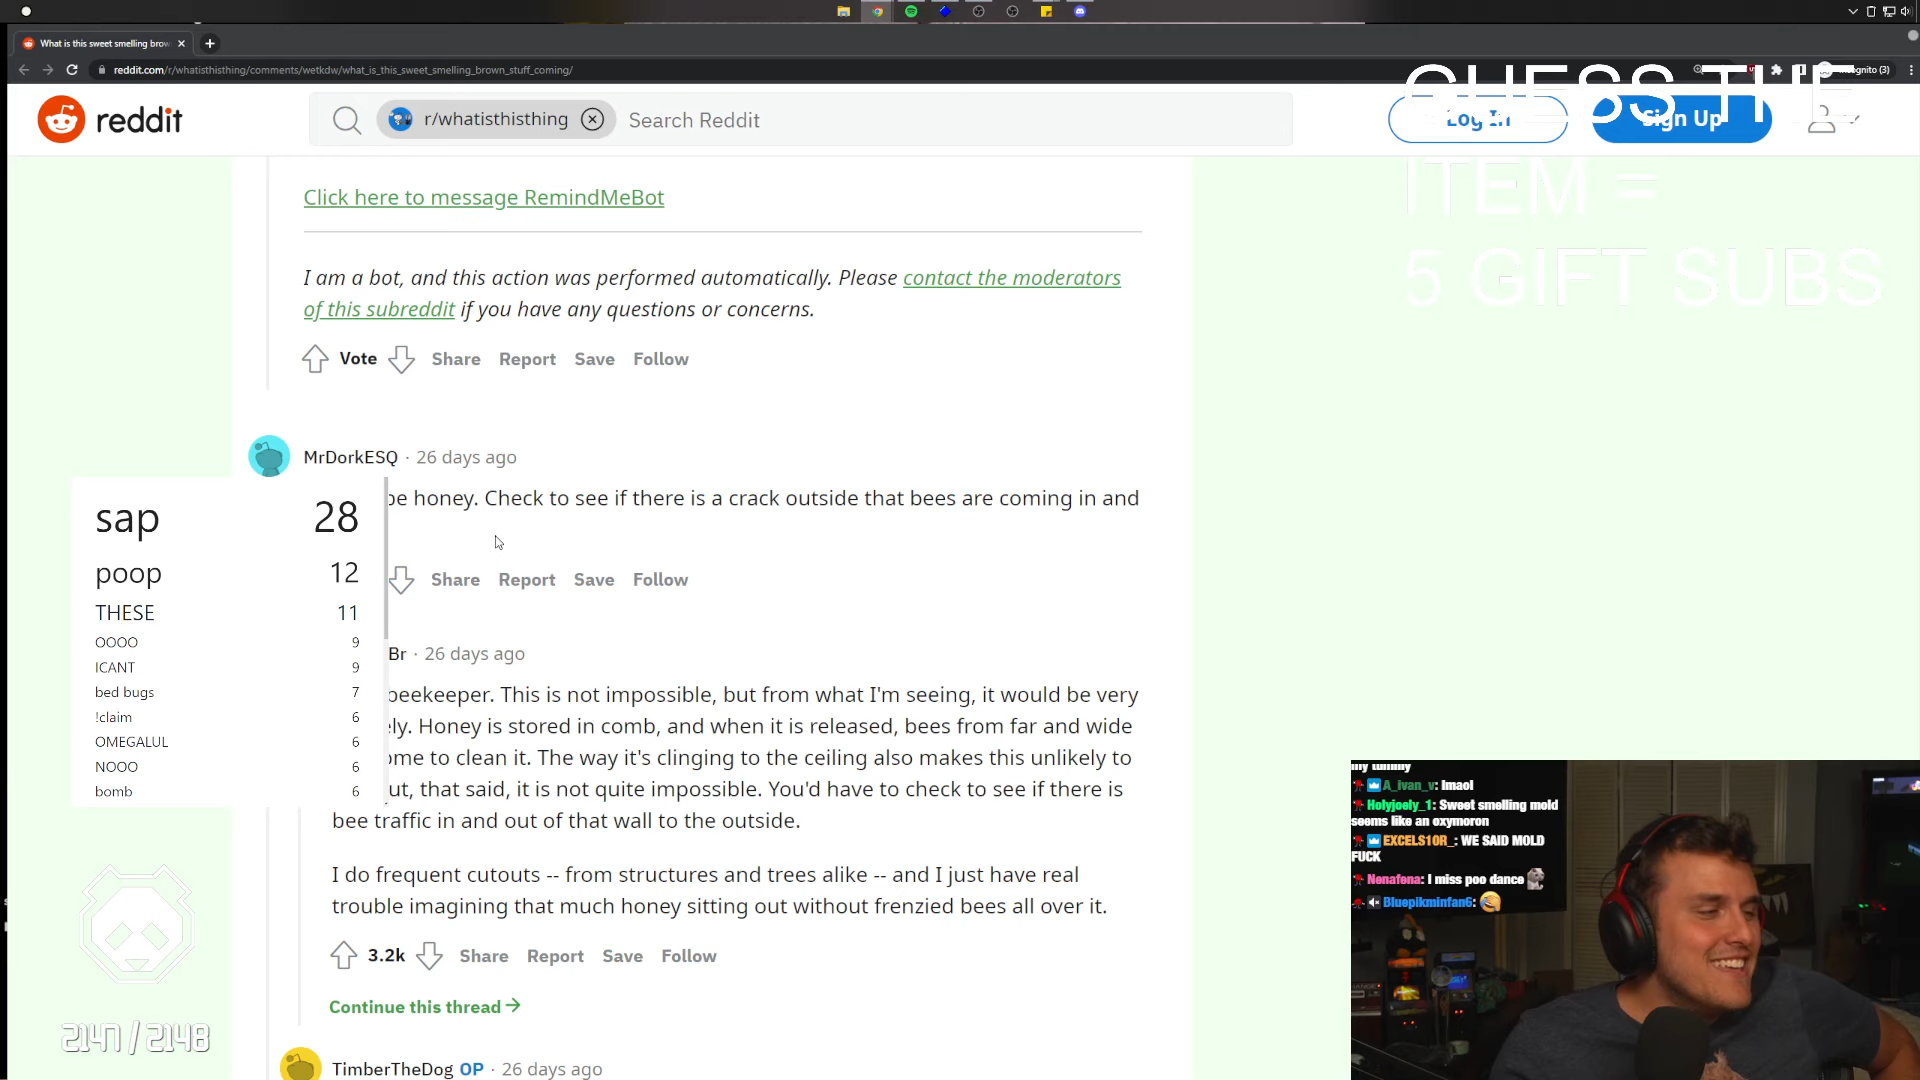 What is this sweet smelling brow
reddit.com/r/whatisthisthing/comments/wetkdw/what_is_this_sweet_smelling_brown_stuff_coming/
ognito (3)
reddit
r/whatisthisthing
Search Reddit
Log In
Sign Up
GUESS THE
ITEM =
5 GIFT SUBS
Click here to message RemindMeBot
I am a bot, and this action was performed automatically. Please contact the moderators
of this subreddit if you have any questions or concerns.
Vote Share Report Save Follow
MrDorkESQ · 26 days ago
be honey. Check to see if there is a crack outside that bees are coming in and
Share Report Save Follow
Br · 26 days ago
beekeeper. This is not impossible, but from what I'm seeing, it would be very
ly. Honey is stored in comb, and when it is released, bees from far and wide
ome to clean it. The way it's clinging to the ceiling also makes this unlikely to
ut, that said, it is not quite impossible. You'd have to check to see if there is
bee traffic in and out of that wall to the outside.
I do frequent cutouts -- from structures and trees alike -- and I just have real
trouble imagining that much honey sitting out without frenzied bees all over it.
3.2k Share Report Save Follow
Continue this thread
TimberTheDog OP · 26 days ago
sap 28
poop 12
THESE 11
OOOO 9
ICANT 9
bed bugs 7
!claim 6
OMEGALUL 6
NOOO 6
bomb 6
2147 / 2148
my tummy
A_ivan_v: lmaol
Holyjoely_1: Sweet smelling mold
seems like an oxymoron
EXCELS1OR_: WE SAID MOLD
FUCK
Nenafena: I miss poo dance
Bluepikminfan6: